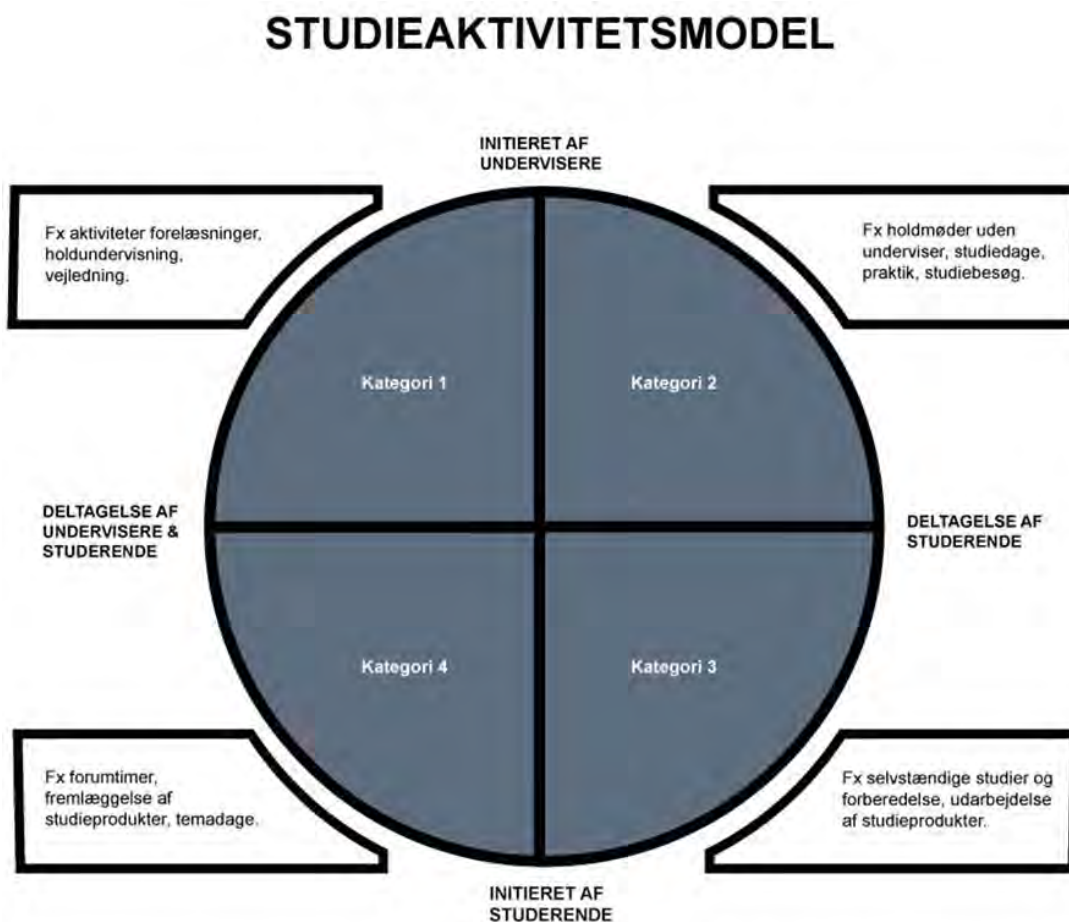 STUDIEAKTIVITETSMODEL
INITIERET AF
UNDERVISERE
Fx aktiviteter forelæsninger,
holdundervisning,
vejledning.
Fx holdmøder uden
underviser, studiedage,
praktik, studiebesøg.
Kategori 1
Kategori 2
DELTAGELSE AF
UNDERVISERE &
STUDERENDE
DELTAGELSE AF
STUDERENDE
Kategori 4
Kategori 3
Fx forumtimer,
fremlæggelse af
studieprodukter, temadage.
Fx selvstændige studier og
forberedelse, udarbejdelse
af studieprodukter.
INITIERET AF
STUDERENDE